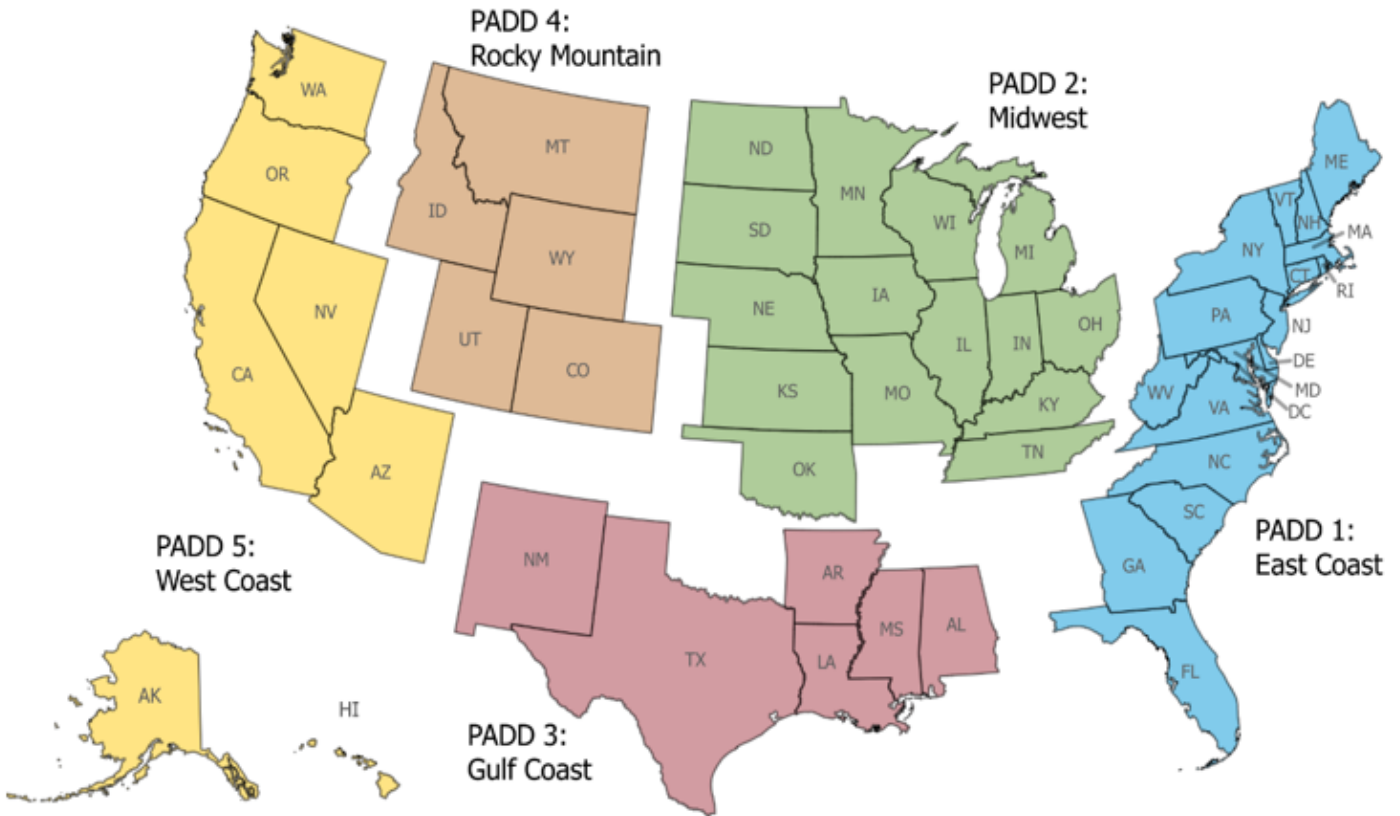 PADD 4:
Rocky Mountain
PADD 2:
Midwest
WA
OR
CA
NV
AZ
MT
ID
WY
UT
CO
ND
SD
NE
KS
OK
MN
IA
MO
WI
IL
MI
IN
OH
KY
TN
ME
VT
NH
MA
NY
CT
RI
PA
NJ
DE
MD
DC
WV
VA
NC
SC
GA
FL
PADD 1:
East Coast
PADD 5:
West Coast
AK
HI
NM
TX
AR
LA
MS
AL
PADD 3:
Gulf Coast